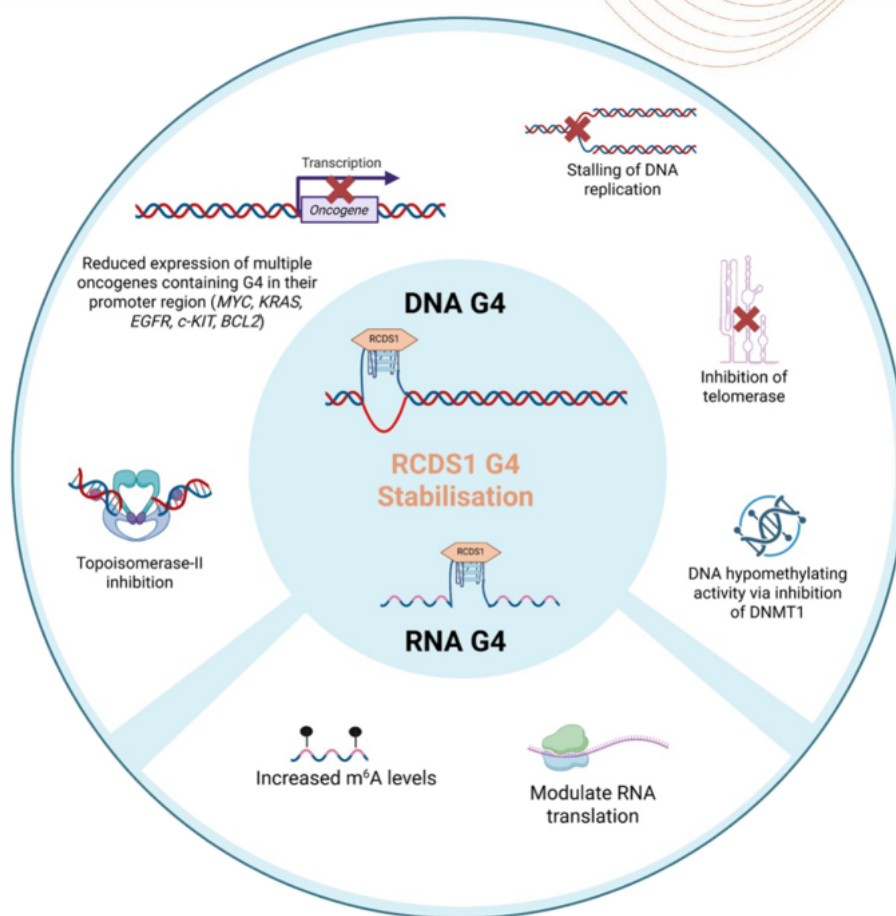 Transcription
Oncogene
Reduced expression of multiple
oncogenes containing G4 in their
promoter region (MYC, KRAS,
EGFR, c-KIT, BCL2)
Stalling of DNA
replication
Inhibition of
telomerase
DNA G4
RCDS1
RCDS1 G4
Stabilisation
RCDS1
RNA G4
Topoisomerase-II
inhibition
DNA hypomethylating
activity via inhibition
of DNMT1
Increased m⁶A levels
Modulate RNA
translation